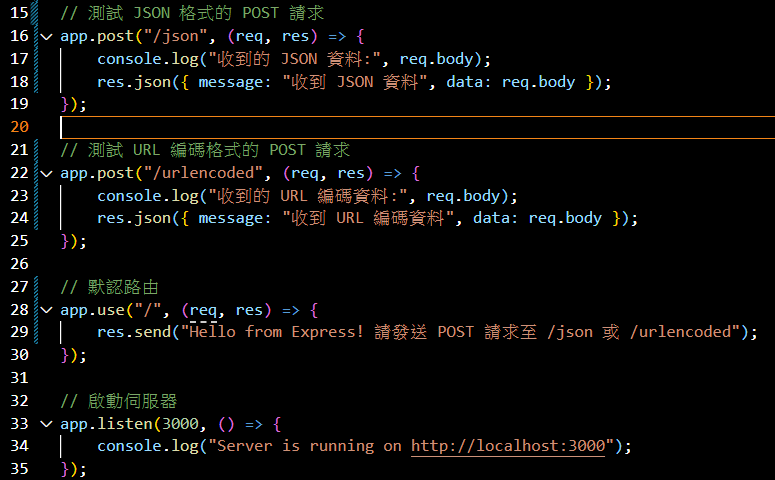 15 // 測試 JSON 格式的 POST 請求
16 app.post("/json", (req, res) => {
17     console.log("收到的 JSON 資料:", req.body);
18     res.json({ message: "收到 JSON 資料", data: req.body });
19 });
20
21 // 測試 URL 編碼格式的 POST 請求
22 app.post("/urlencoded", (req, res) => {
23     console.log("收到的 URL 編碼資料:", req.body);
24     res.json({ message: "收到 URL 編碼資料", data: req.body });
25 });
26
27 // 默認路由
28 app.use("/", (req, res) => {
29     res.send("Hello from Express! 請發送 POST 請求至 /json 或 /urlencoded");
30 });
31
32 // 啟動伺服器
33 app.listen(3000, () => {
34     console.log("Server is running on http://localhost:3000");
35 });